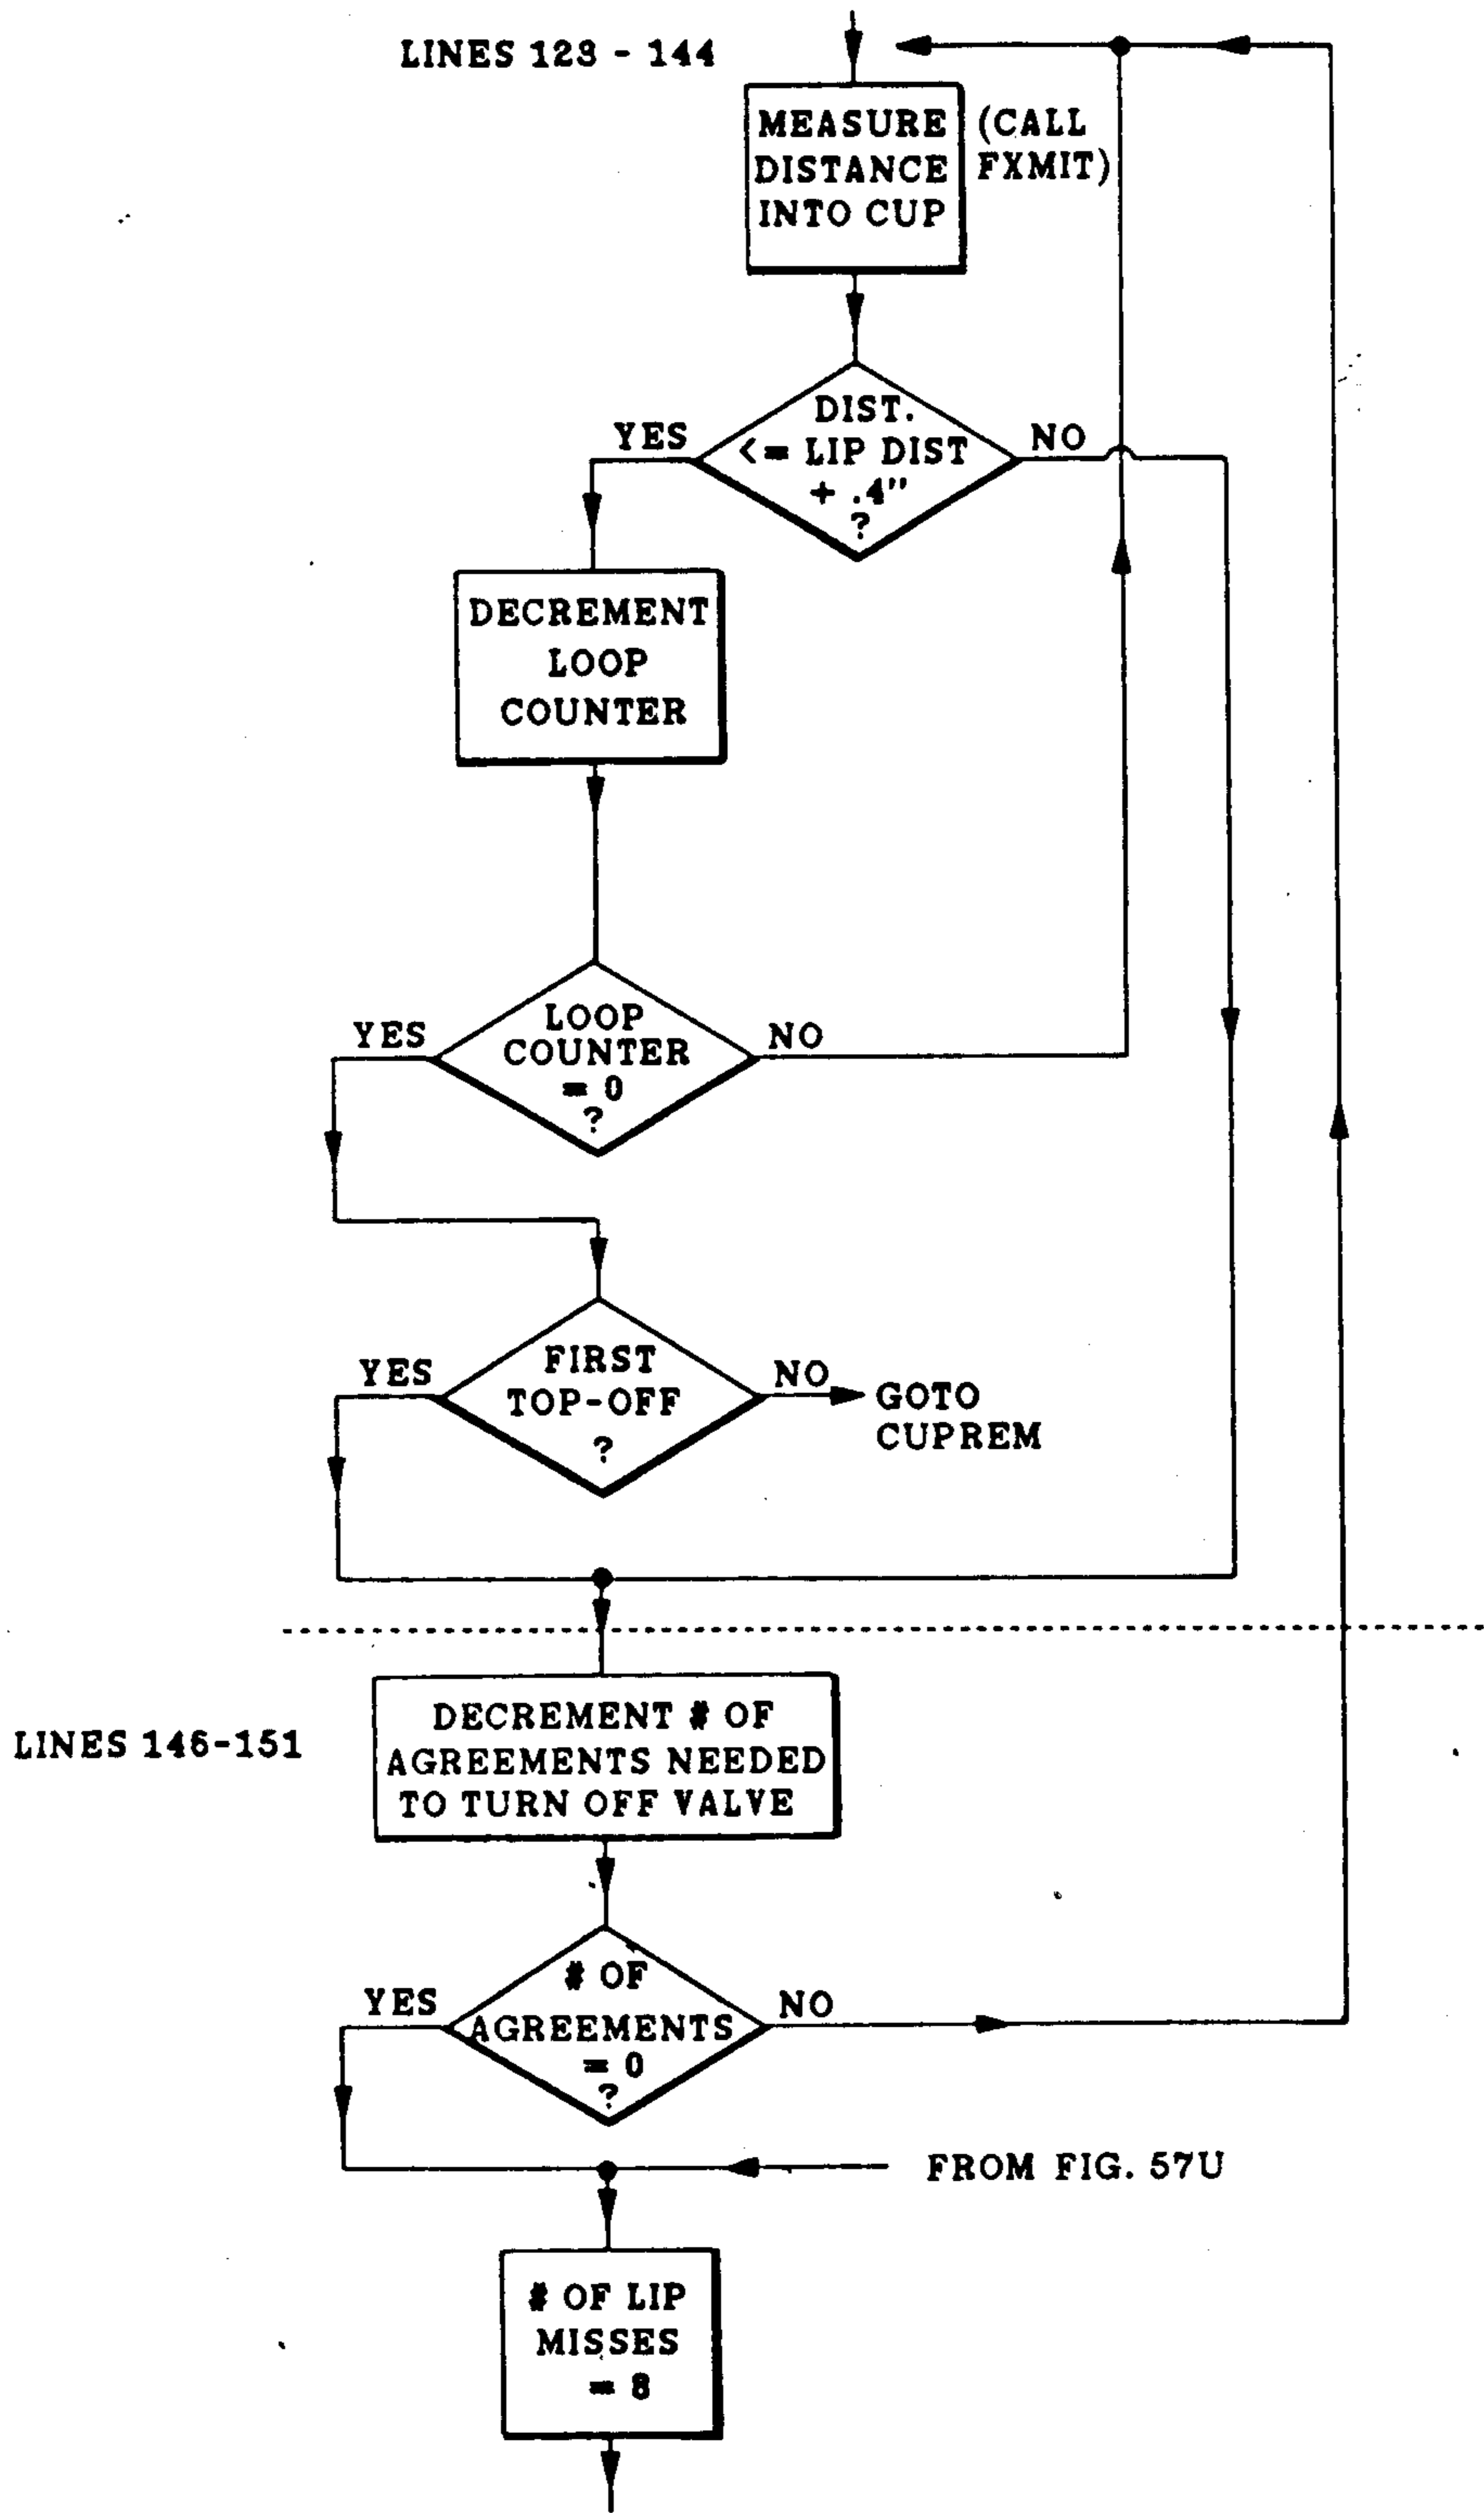 LINES 123 - 144
MEASURE
DISTANCE
INTO CUP
(CALL
FXMIT)
DIST.
<= LIP DIST
+ .4"
?
YES
NO
DECREMENT
LOOP
COUNTER
LOOP
COUNTER
= 0
?
YES
NO
FIRST
TOP-OFF
?
YES
NO
GOTO
CUPREM
LINES 146-151
DECREMENT # OF
AGREEMENTS NEEDED
TO TURN OFF VALVE
# OF
AGREEMENTS
= 0
?
YES
NO
FROM FIG. 57U
# OF LIP
MISSES
= 8